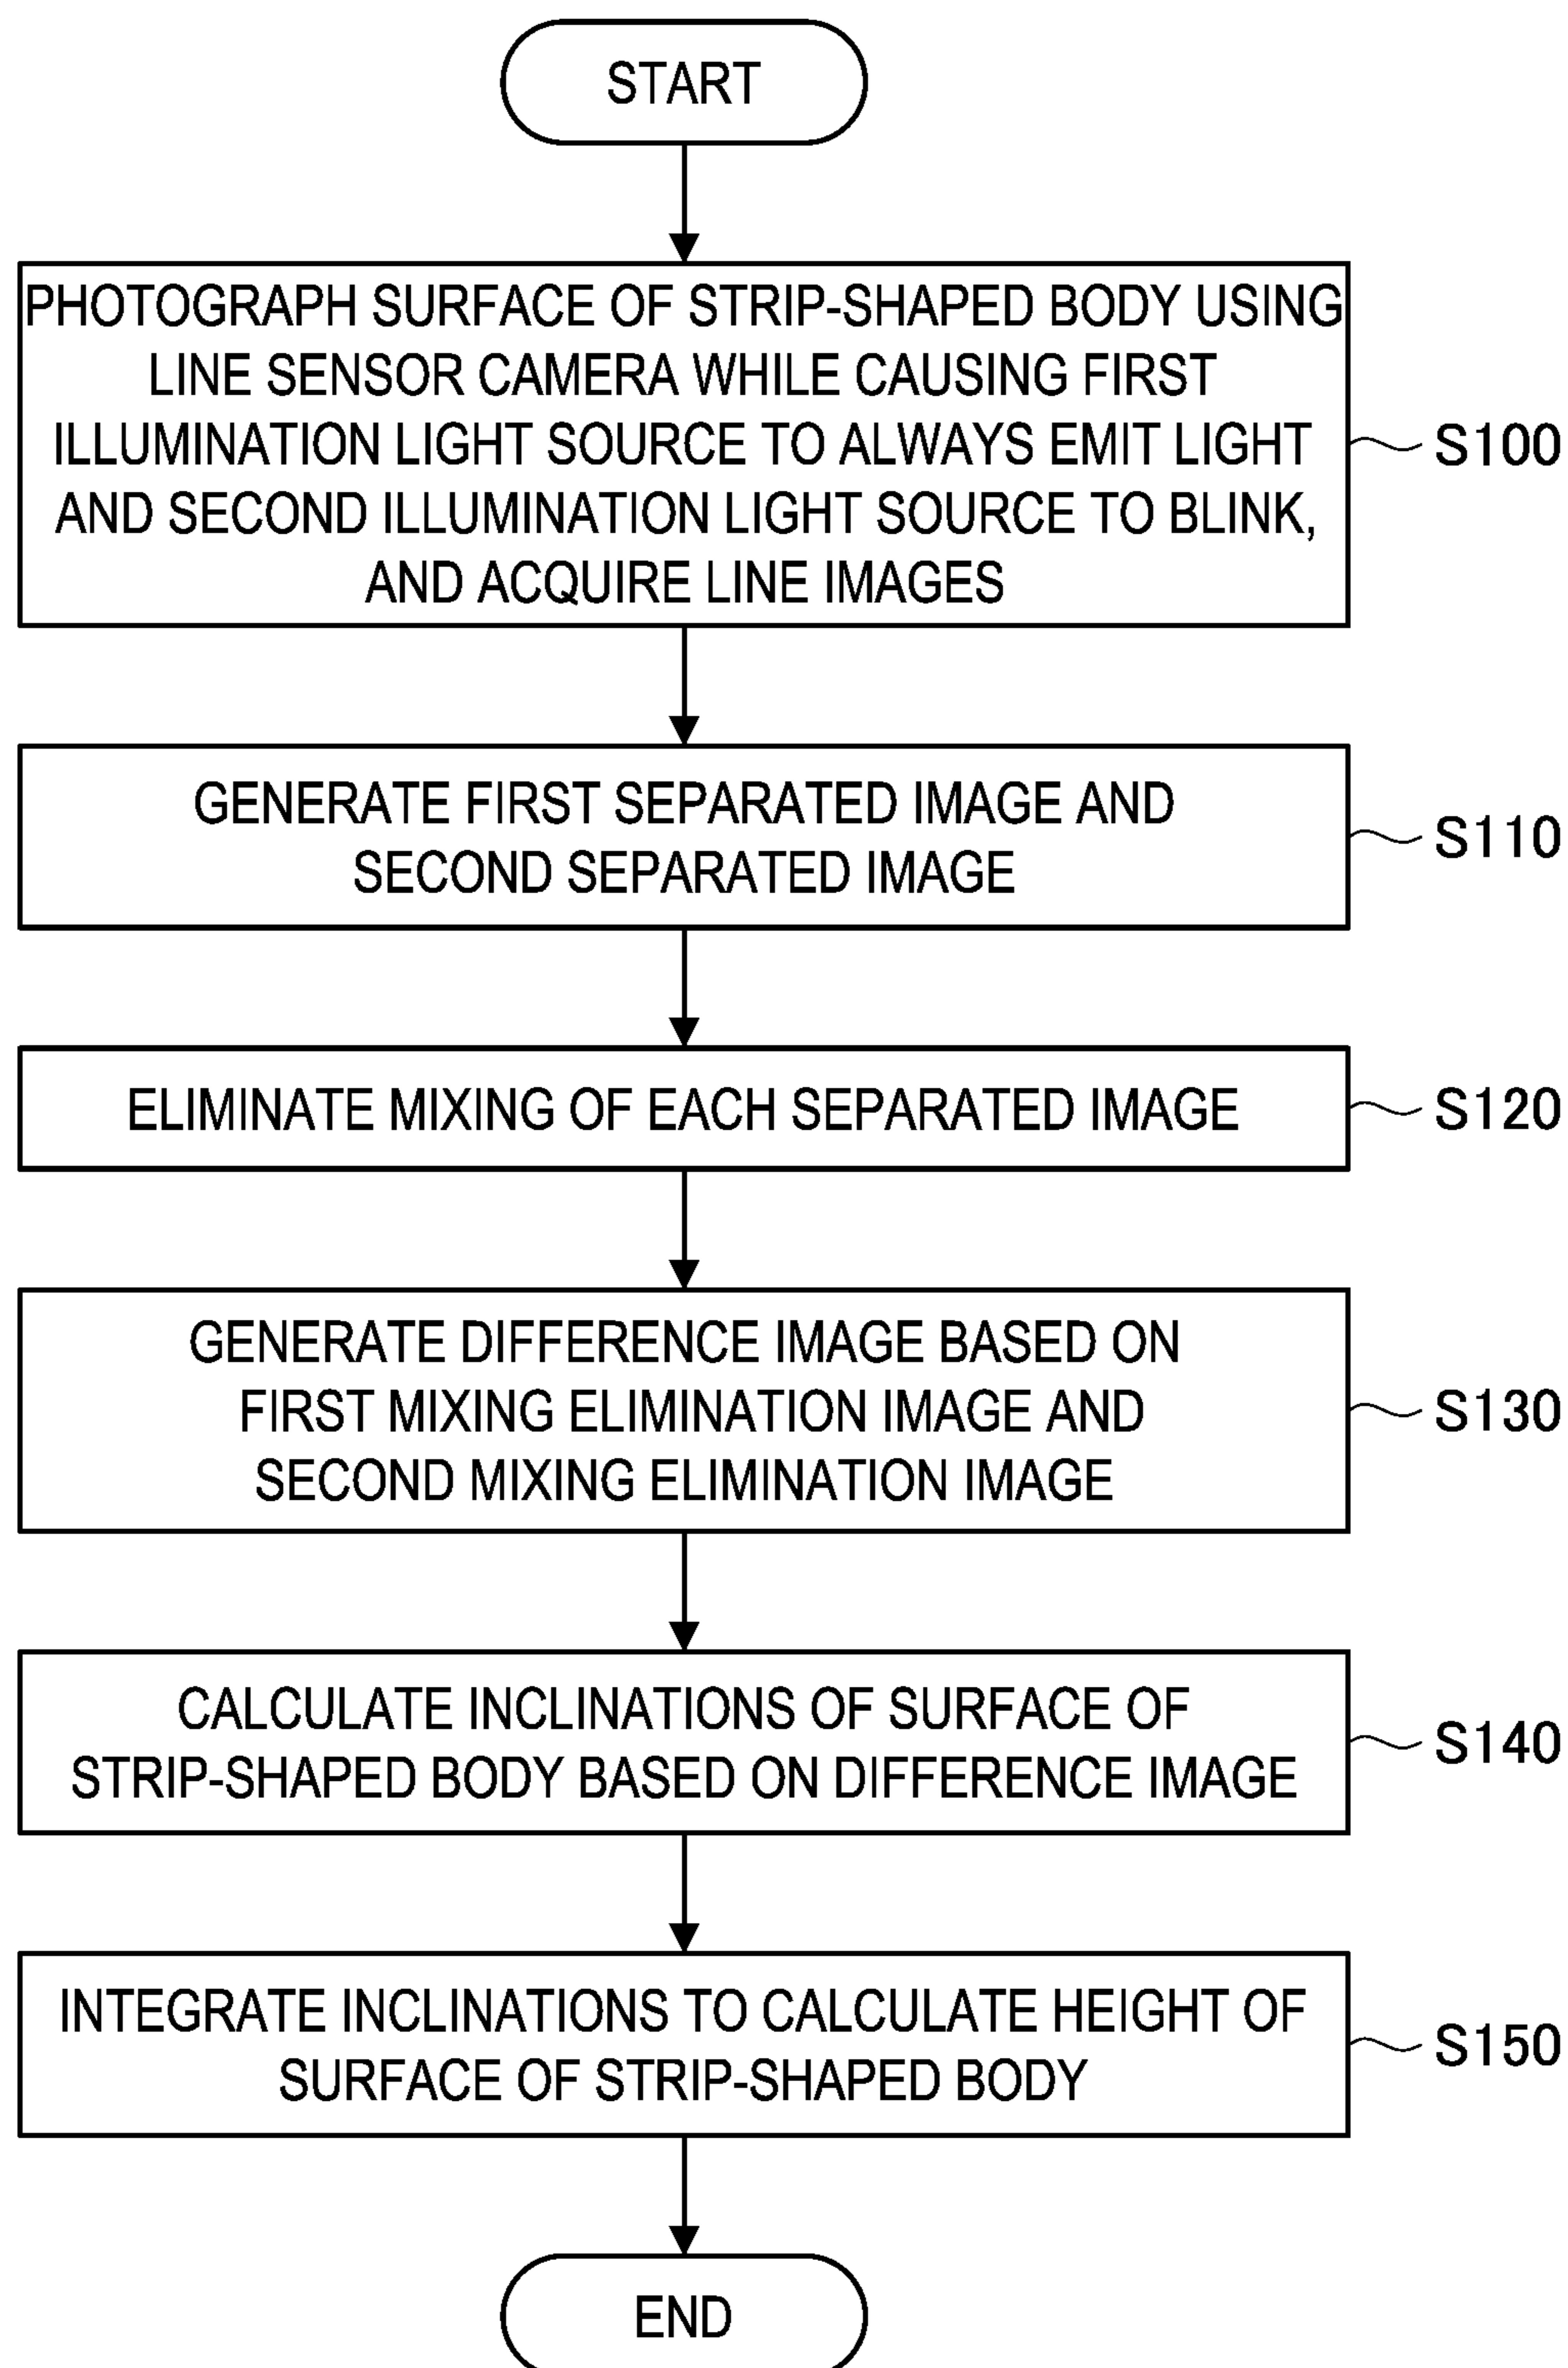 START
PHOTOGRAPH SURFACE OF STRIP-SHAPED BODY USING
LINE SENSOR CAMERA WHILE CAUSING FIRST
ILLUMINATION LIGHT SOURCE TO ALWAYS EMIT LIGHT
AND SECOND ILLUMINATION LIGHT SOURCE TO BLINK,
AND ACQUIRE LINE IMAGES
S100
GENERATE FIRST SEPARATED IMAGE AND
SECOND SEPARATED IMAGE
S110
ELIMINATE MIXING OF EACH SEPARATED IMAGE
S120
GENERATE DIFFERENCE IMAGE BASED ON
FIRST MIXING ELIMINATION IMAGE AND
SECOND MIXING ELIMINATION IMAGE
S130
CALCULATE INCLINATIONS OF SURFACE OF
STRIP-SHAPED BODY BASED ON DIFFERENCE IMAGE
S140
INTEGRATE INCLINATIONS TO CALCULATE HEIGHT OF
SURFACE OF STRIP-SHAPED BODY
S150
END